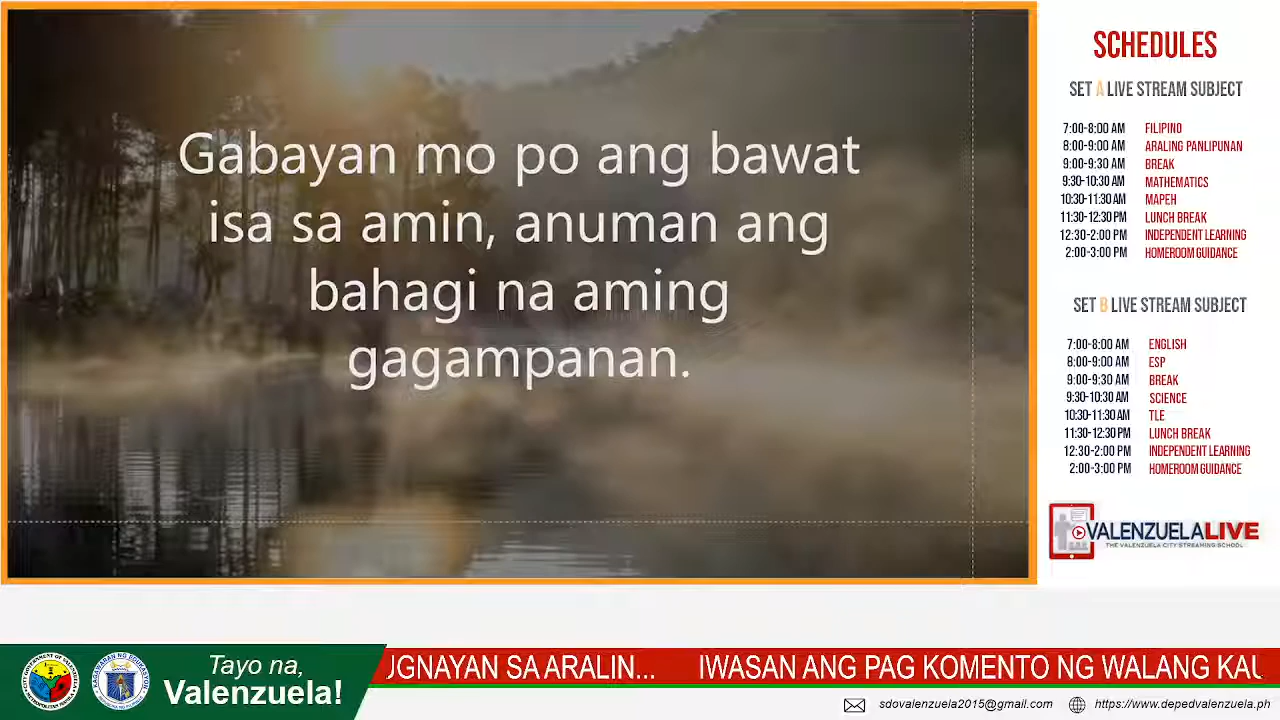 Gabayan mo po ang bawat
isa sa amin, anuman ang
bahagi na aming
gagampanan.
SCHEDULES
SET A LIVE STREAM SUBJECT
7:00-8:00 AM FILIPINO
8:00-9:00 AM ARALING PANLIPUNAN
9:00-9:30 AM BREAK
9:30-10:30 AM MATHEMATICS
10:30-11:30 AM MAPEH
11:30-12:30 PM LUNCH BREAK
12:30-2:00 PM INDEPENDENT LEARNING
2:00-3:00 PM HOMEROOM GUIDANCE
SET B LIVE STREAM SUBJECT
7:00-8:00 AM ENGLISH
8:00-9:00 AM ESP
9:00-9:30 AM BREAK
9:30-10:30 AM SCIENCE
10:30-11:30 AM TLE
11:30-12:30 PM LUNCH BREAK
12:30-2:00 PM INDEPENDENT LEARNING
2:00-3:00 PM HOMEROOM GUIDANCE
VALENZUELALIVE
THE VALENZUELA CITY STREAMING SCHOOL
Tayo na,
Valenzuela!
UGNAYAN SA ARALIN... IWASAN ANG PAG KOMENTO NG WALANG KAU
sdovalenzuela2015@gmail.com https://www.depedvalenzuela.ph